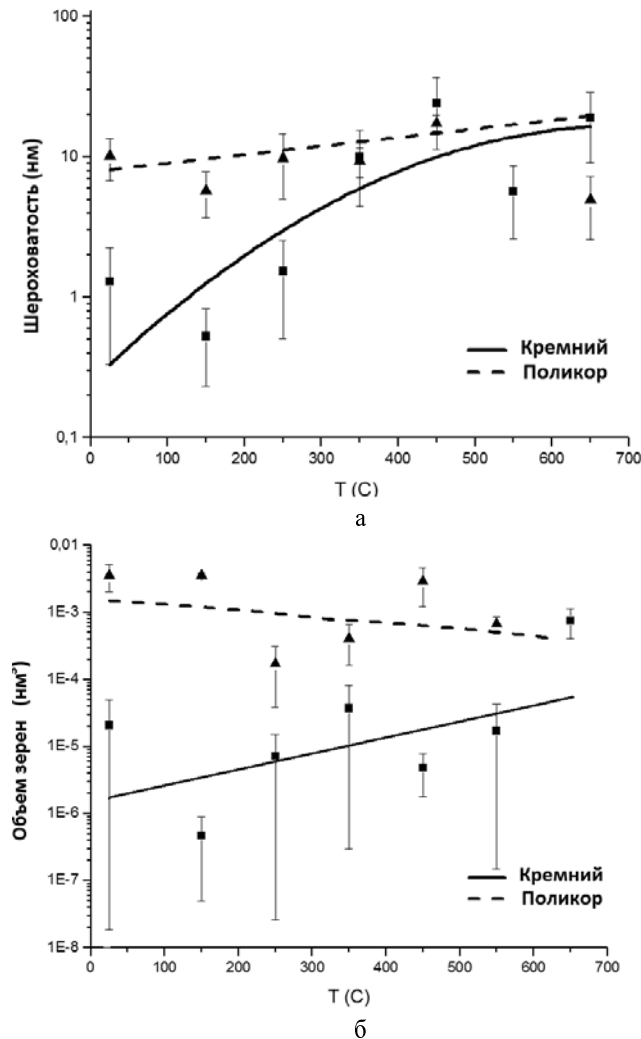 100
10
1
0,1
Шероховатость (нм)
Кремний
Поликор
0 100 200 300 400 500 600 700
T (C)
а
0,01
1E-3
1E-4
1E-5
1E-6
1E-7
1E-8
Объем зерен (нм³)
Кремний
Поликор
0 100 200 300 400 500 600 700
T (C)
б